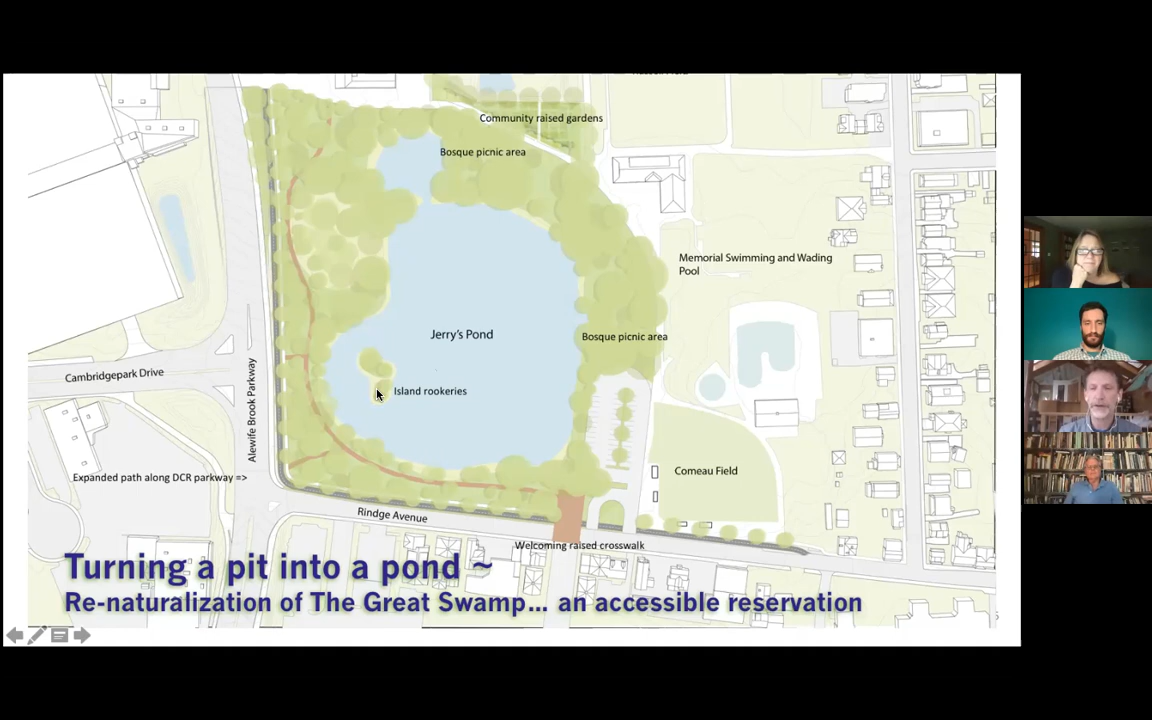 Community raised gardens
Bosque picnic area
Memorial Swimming and Wading
Pool
Jerry's Pond
Bosque picnic area
Cambridgepark Drive
Alewife Brook Parkway
Island rookeries
Comeau Field
Expanded path along DCR parkway =>
Rindge Avenue
Welcoming raised crosswalk
Turning a pit into a pond ~
Re-naturalization of The Great Swamp... an accessible reservation